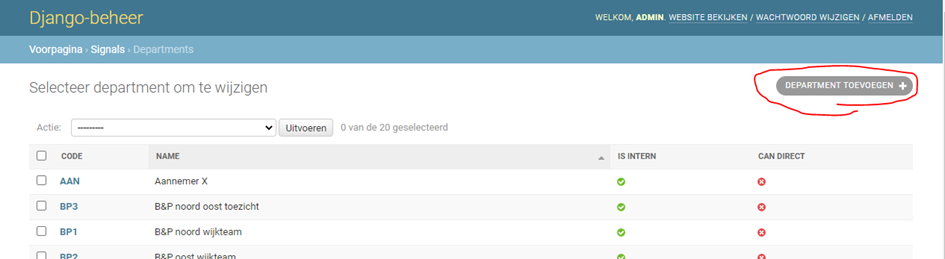 Django-beheer
WELKOM, ADMIN. WEBSITE BEKIJKEN / WACHTWOORD WIJZIGEN / AFMELDEN
Voorpagina › Signals › Departments
Selecteer department om te wijzigen
DEPARTMENT TOEVOEGEN +
Actie: --------- Uitvoeren 0 van de 20 geselecteerd
CODE NAME IS INTERN CAN DIRECT
AAN Aannemer X
BP3 B&P noord oost toezicht
BP1 B&P noord wijkteam
BP2 B&P oost wijkteam